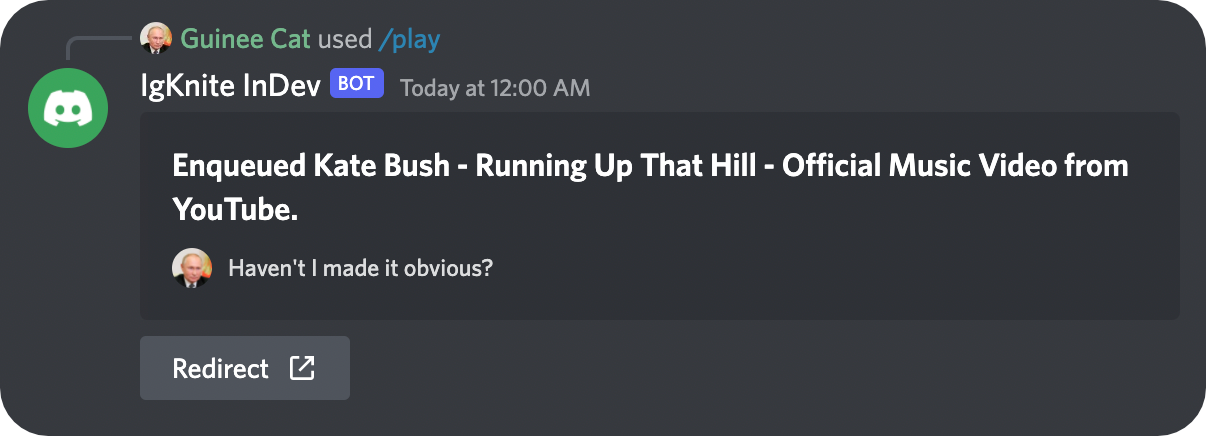 Guinee Cat used /play
IgKnite InDev BOT Today at 12:00 AM
Enqueued Kate Bush - Running Up That Hill - Official Music Video from
YouTube.
Haven't I made it obvious?
Redirect